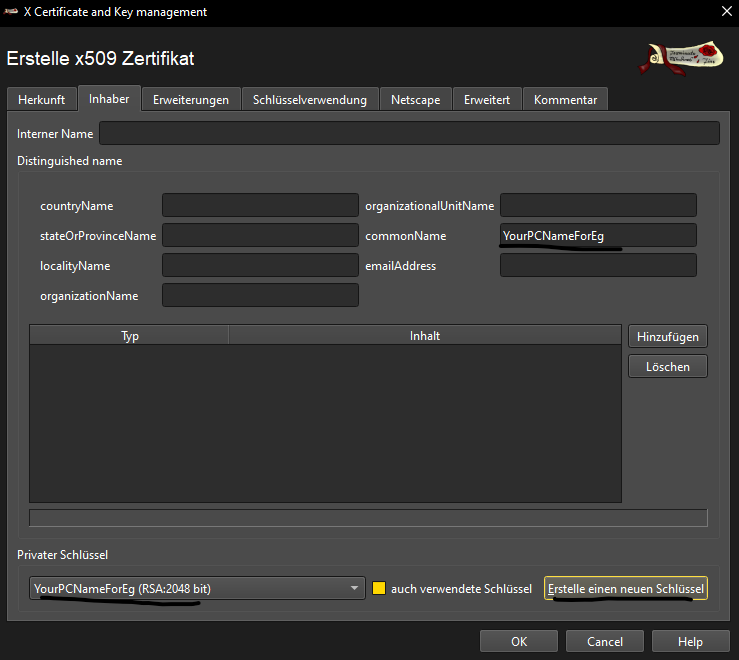 X Certificate and Key management
Erstelle x509 Zertifikat
Herkunft Inhaber Erweiterungen Schlüsselverwendung Netscape Erweitert Kommentar
Interner Name
Distinguished name
countryName organizationalUnitName
stateOrProvinceName commonName YourPCNameForEg
localityName emailAddress
organizationName
Typ Inhalt Hinzufügen
Löschen
Privater Schlüssel
YourPCNameForEg (RSA:2048 bit) auch verwendete Schlüssel Erstelle einen neuen Schlüssel
OK Cancel Help